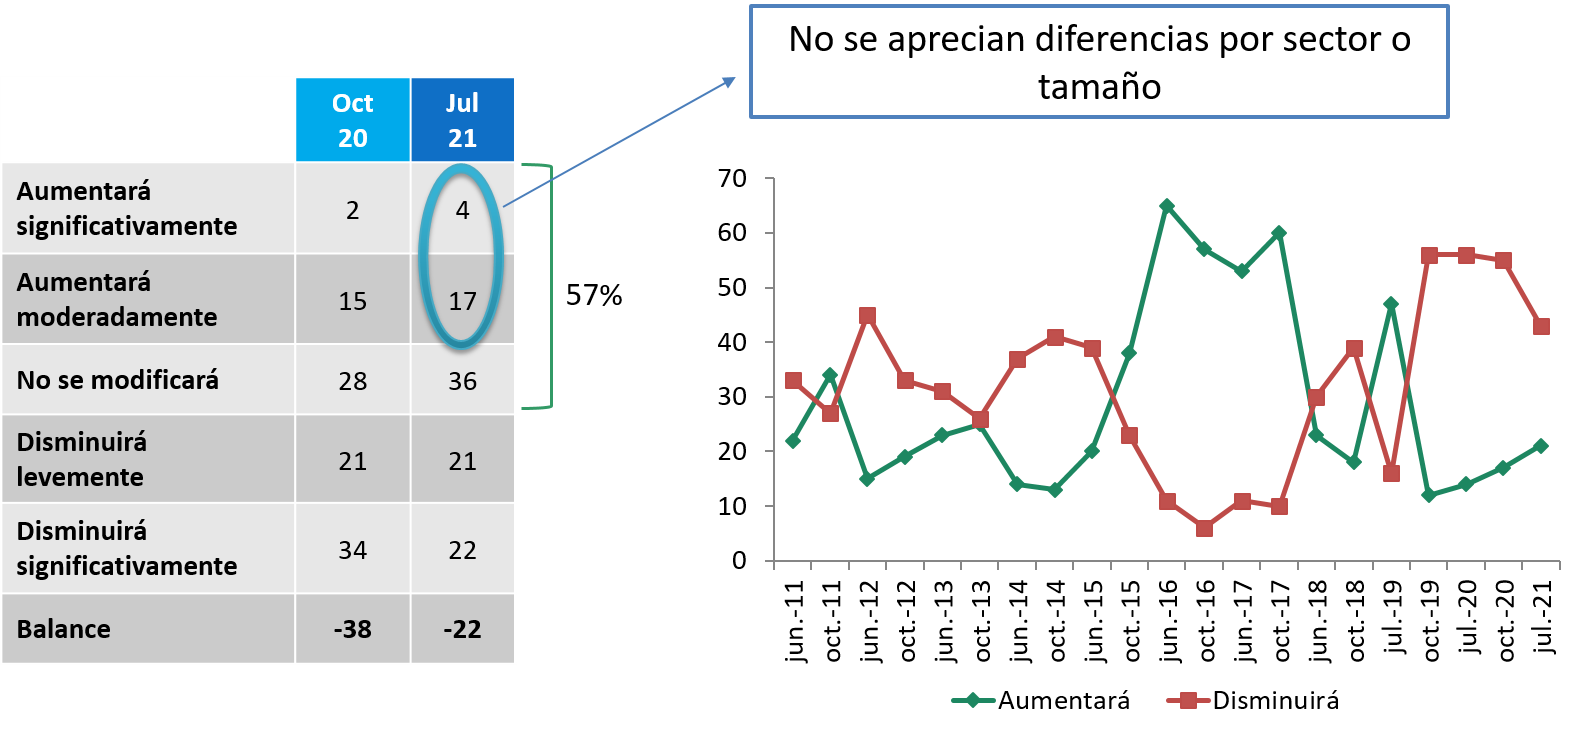 No se aprecian diferencias por sector o
tamaño
Oct
20
Jul
21
Aumentará
significativamente
2
4
Aumentará
moderadamente
15
17
No se modificará
28
36
Disminuirá
levemente
21
21
Disminuirá
significativamente
34
22
Balance
-38
-22
57%
70
60
50
40
30
20
10
0
jun.-11
oct.-11
jun.-12
oct.-12
jun.-13
oct.-13
jun.-14
oct.-14
jun.-15
oct.-15
jun.-16
oct.-16
jun.-17
oct.-17
jun.-18
oct.-18
jul.-19
oct.-19
jul.-20
oct.-20
jul.-21
Aumentará
Disminuirá